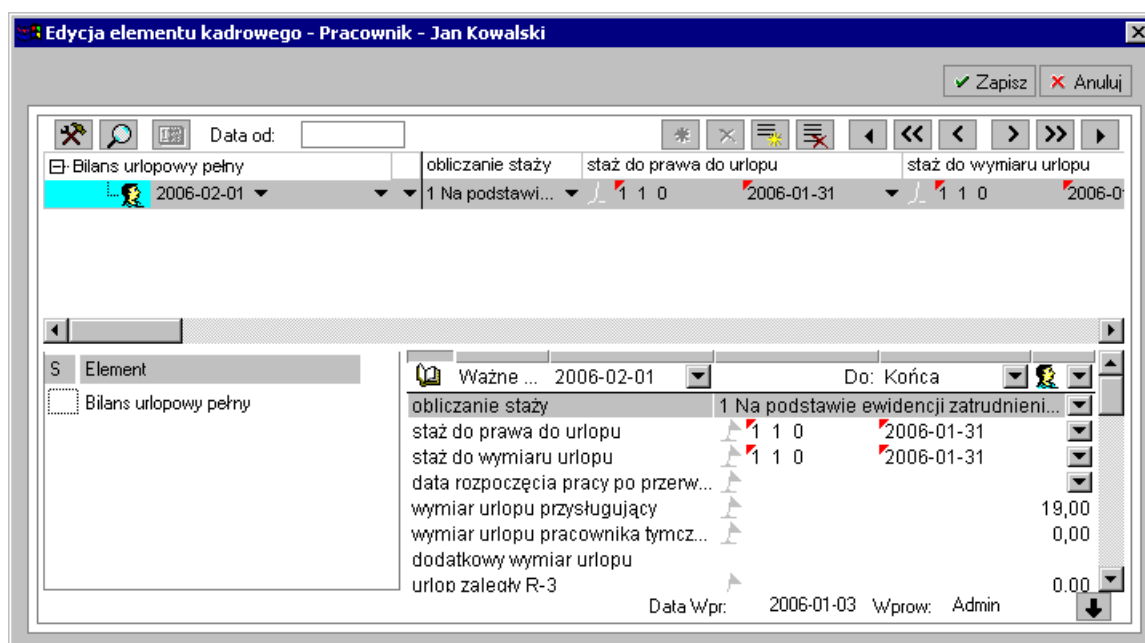 Edycja elementu kadrowego - Pracownik - Jan Kowalski
Zapisz Anuluj
Data od:
Bilans urlopowy pełny obliczanie staży staż do prawa do urlopu staż do wymiaru urlopu
2006-02-01 1 Na podstawi... 1 1 0 2006-01-31 1 1 0 2006-0
S Element
Bilans urlopowy pełny
Ważne ... 2006-02-01 Do: Końca
obliczanie staży 1 Na podstawie ewidencji zatrudnieni...
staż do prawa do urlopu 1 1 0 2006-01-31
staż do wymiaru urlopu 1 1 0 2006-01-31
data rozpoczęcia pracy po przerw...
wymiar urlopu przysługujący 19,00
wymiar urlopu pracownika tymcz... 0,00
dodatkowy wymiar urlopu
urlop zaległy R-3 0.00
Data Wpr: 2006-01-03 Wprow: Admin